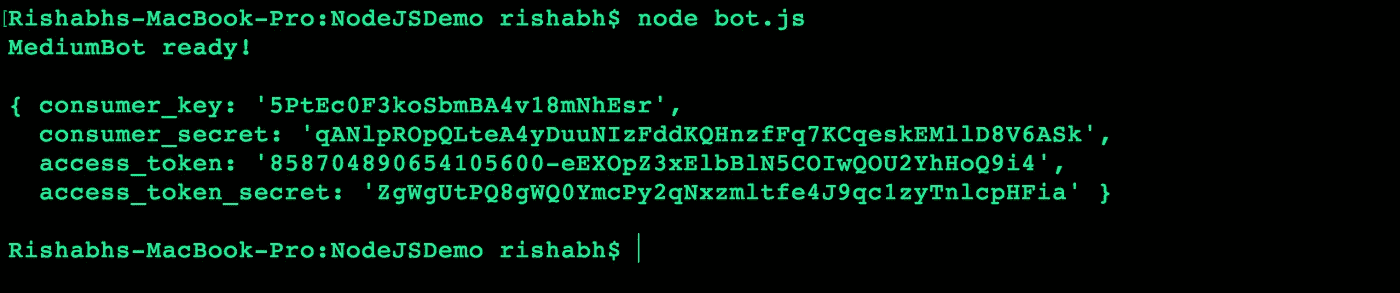 [Rishabhs-MacBook-Pro:NodeJSDemo rishabh$ node bot.js
MediumBot ready!
{ consumer_key: '5PtEc0F3koSbmBA4v18mNhEsr',
consumer_secret: 'qANlpROpQLteA4yDuuNIzFddKQHnzfFq7KCqeskEMllD8V6ASk',
access_token: '858704890654105600-eEXOpZ3xElbBlN5COIwQOU2YhHoQ9i4',
access_token_secret: 'ZgWgUtPQ8gWQ0YmcPy2qNxzmltfe4J9qc1zyTnlcpHFia' }
Rishabhs-MacBook-Pro:NodeJSDemo rishabh$